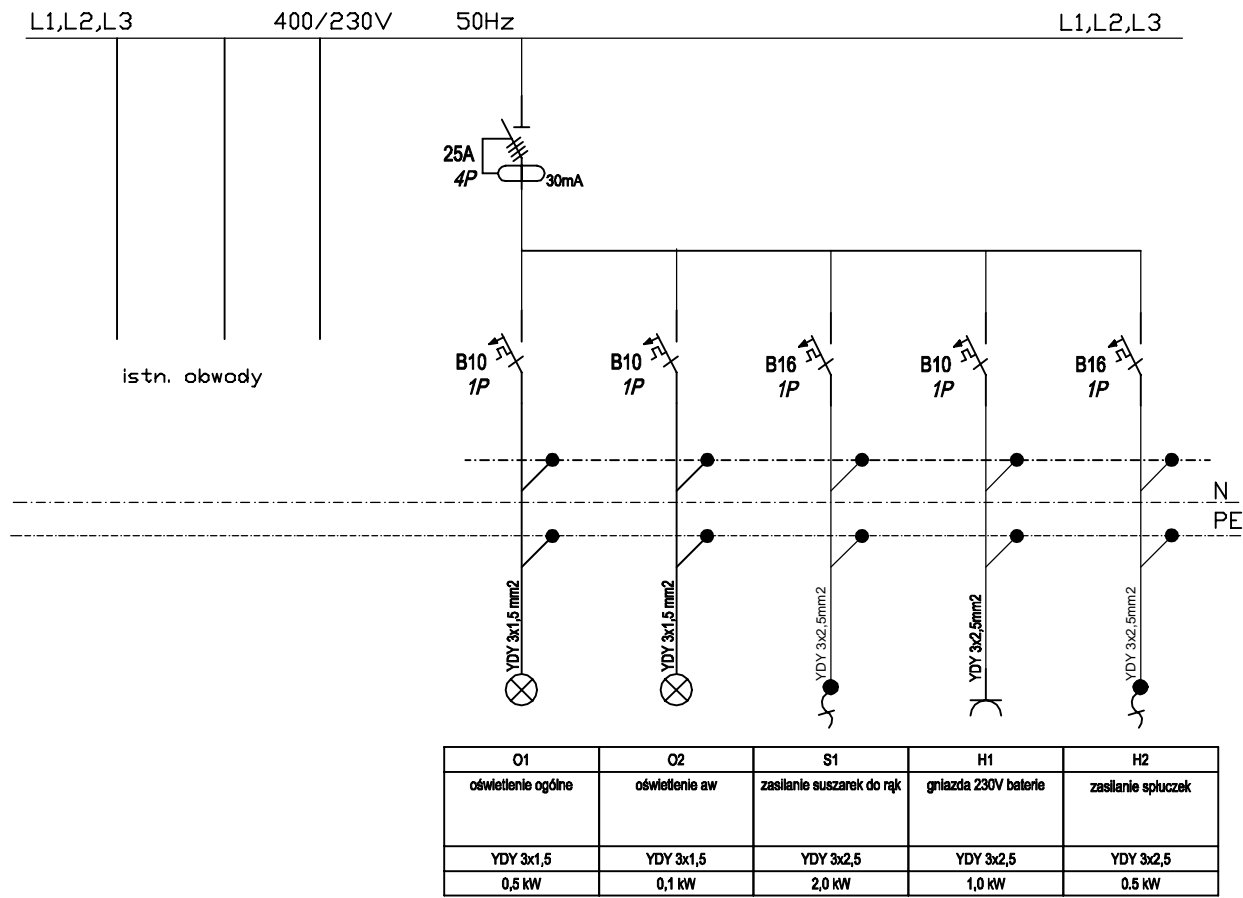 L1,L2,L3 400/230V 50Hz L1,L2,L3
25A
4P
30mA
B10
1P
B10
1P
B16
1P
B10
1P
B16
1P
istn. obwody
N
PE
YDY 3x1,5 mm2
YDY 3x1,5 mm2
YDY 3x2,5mm2
YDY 3x2,5mm2
YDY 3x2,5mm2
O1 O2 S1 H1 H2
oświetlenie ogólne oświetlenie aw zasilanie suszarek do rąk gniazda 230V baterie zasilanie spłuczek
YDY 3x1,5 YDY 3x1,5 YDY 3x2,5 YDY 3x2,5 YDY 3x2,5
0,5 kW 0,1 kW 2,0 kW 1,0 kW 0.5 kW